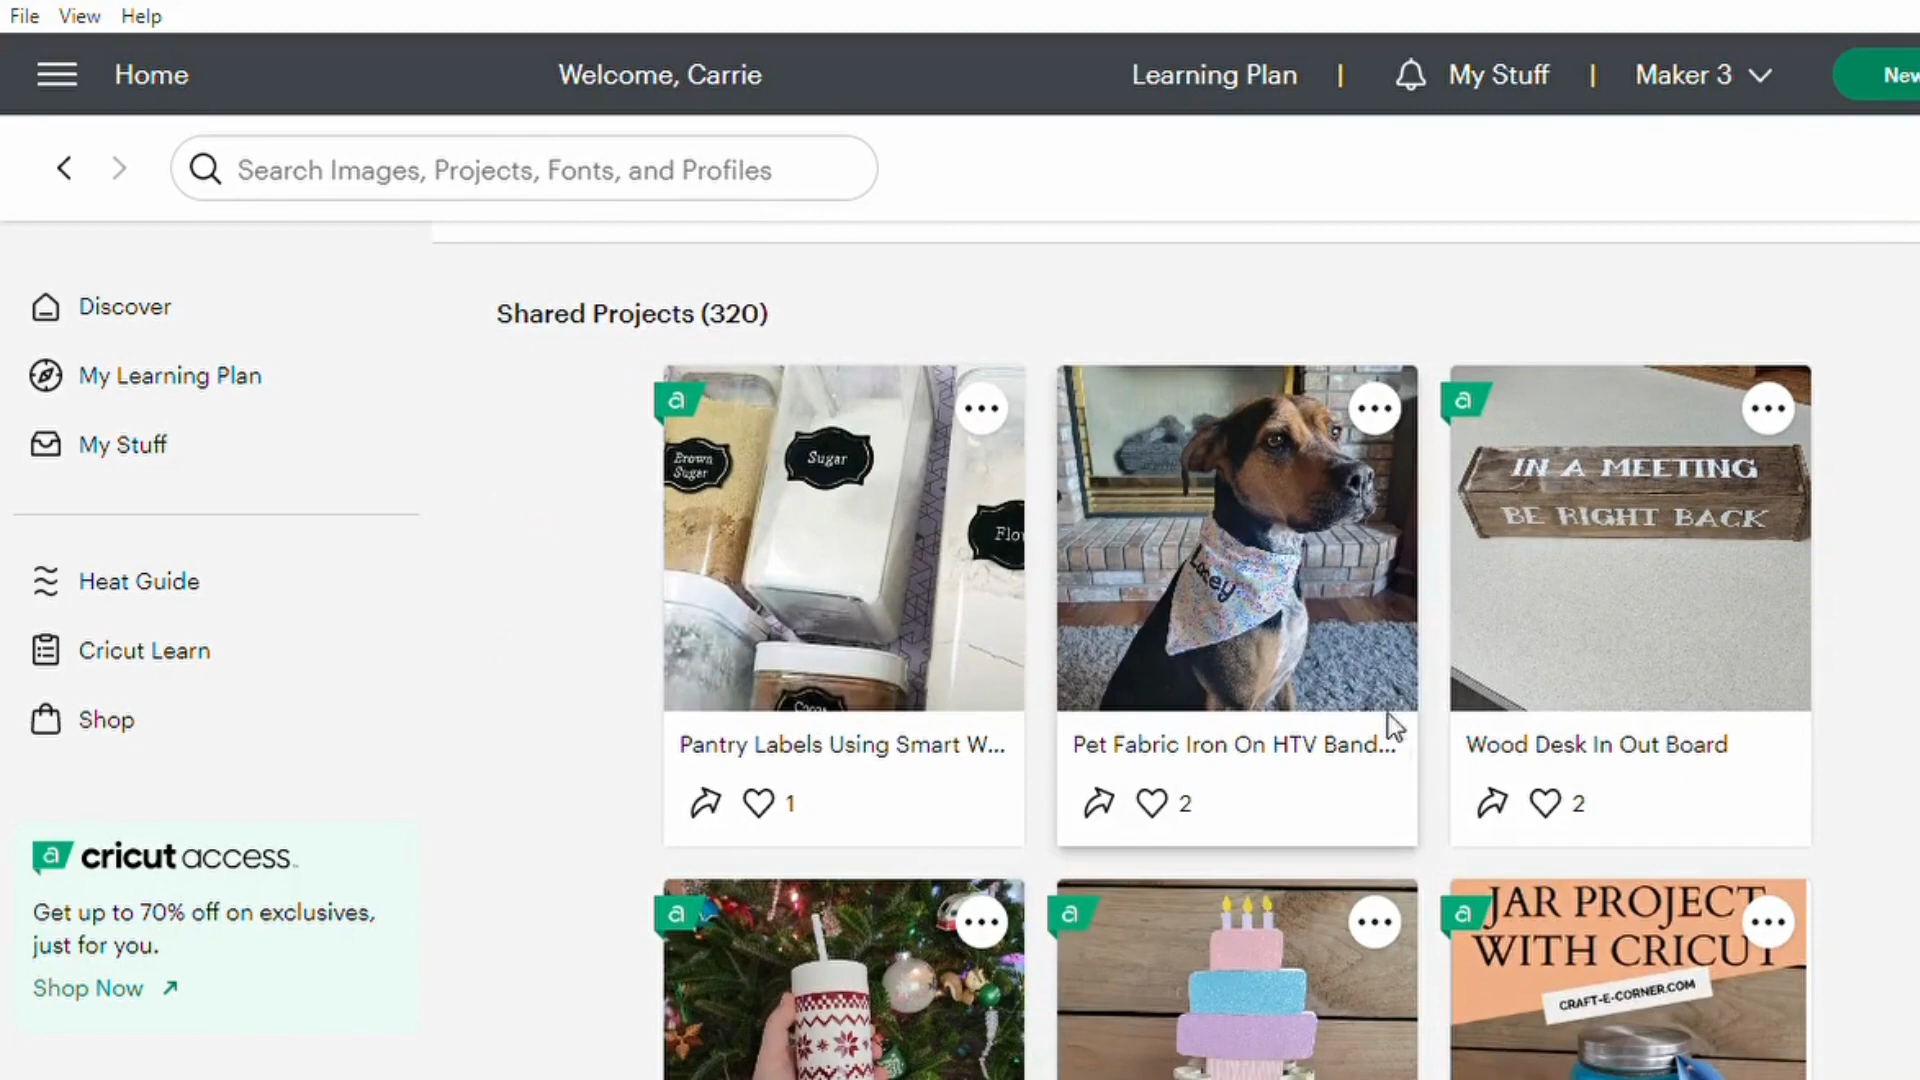 File View Help
Home
Welcome, Carrie
Learning Plan | My Stuff | Maker 3
New
Search Images, Projects, Fonts, and Profiles
Discover
My Learning Plan
My Stuff
Heat Guide
Cricut Learn
Shop
a cricut access
Get up to 70% off on exclusives,
just for you.
Shop Now
Shared Projects (320)
a
Brown
Sugar
Sugar
Flo
Cocoa
Pantry Labels Using Smart W...
1
Lacey
Pet Fabric Iron On HTV Band...
2
a
IN A MEETING
BE RIGHT BACK
Wood Desk In Out Board
2
a
a
a
JAR PROJECT
WITH CRICUT
CRAFT-E-CORNER.COM